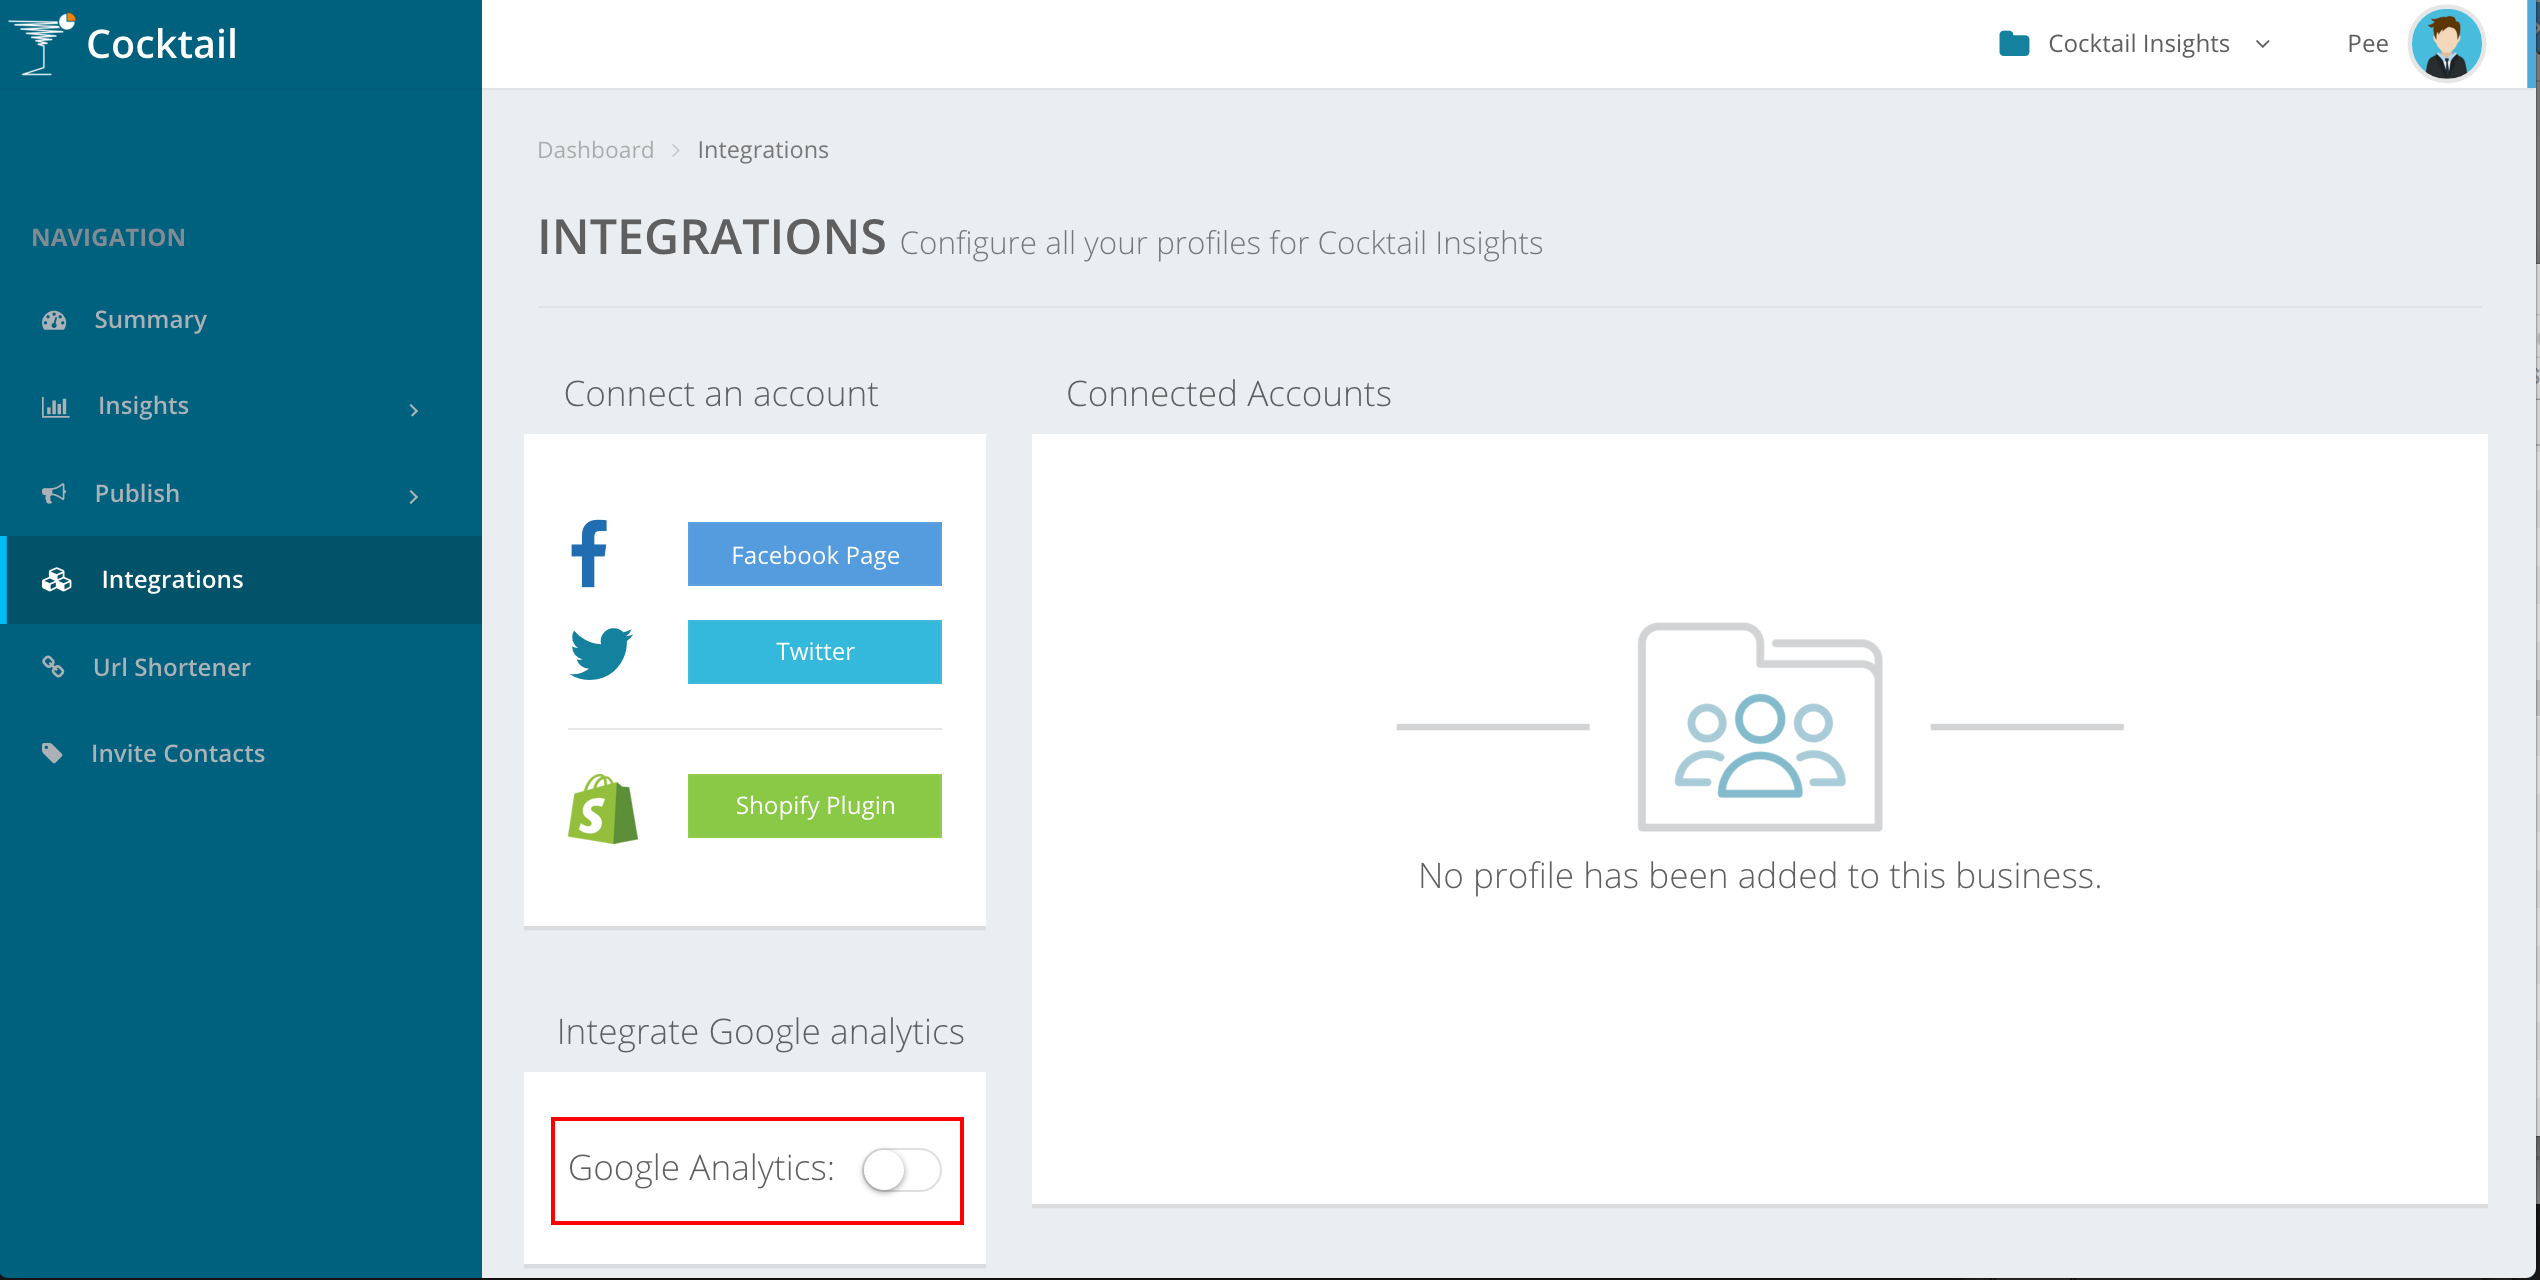 Cocktail
Cocktail Insights
Pee
Dashboard > Integrations
NAVIGATION
Summary
Insights
Publish
Integrations
Url Shortener
Invite Contacts
INTEGRATIONS Configure all your profiles for Cocktail Insights
Connect an account
Facebook Page
Twitter
Shopify Plugin
Connected Accounts
No profile has been added to this business.
Integrate Google analytics
Google Analytics: